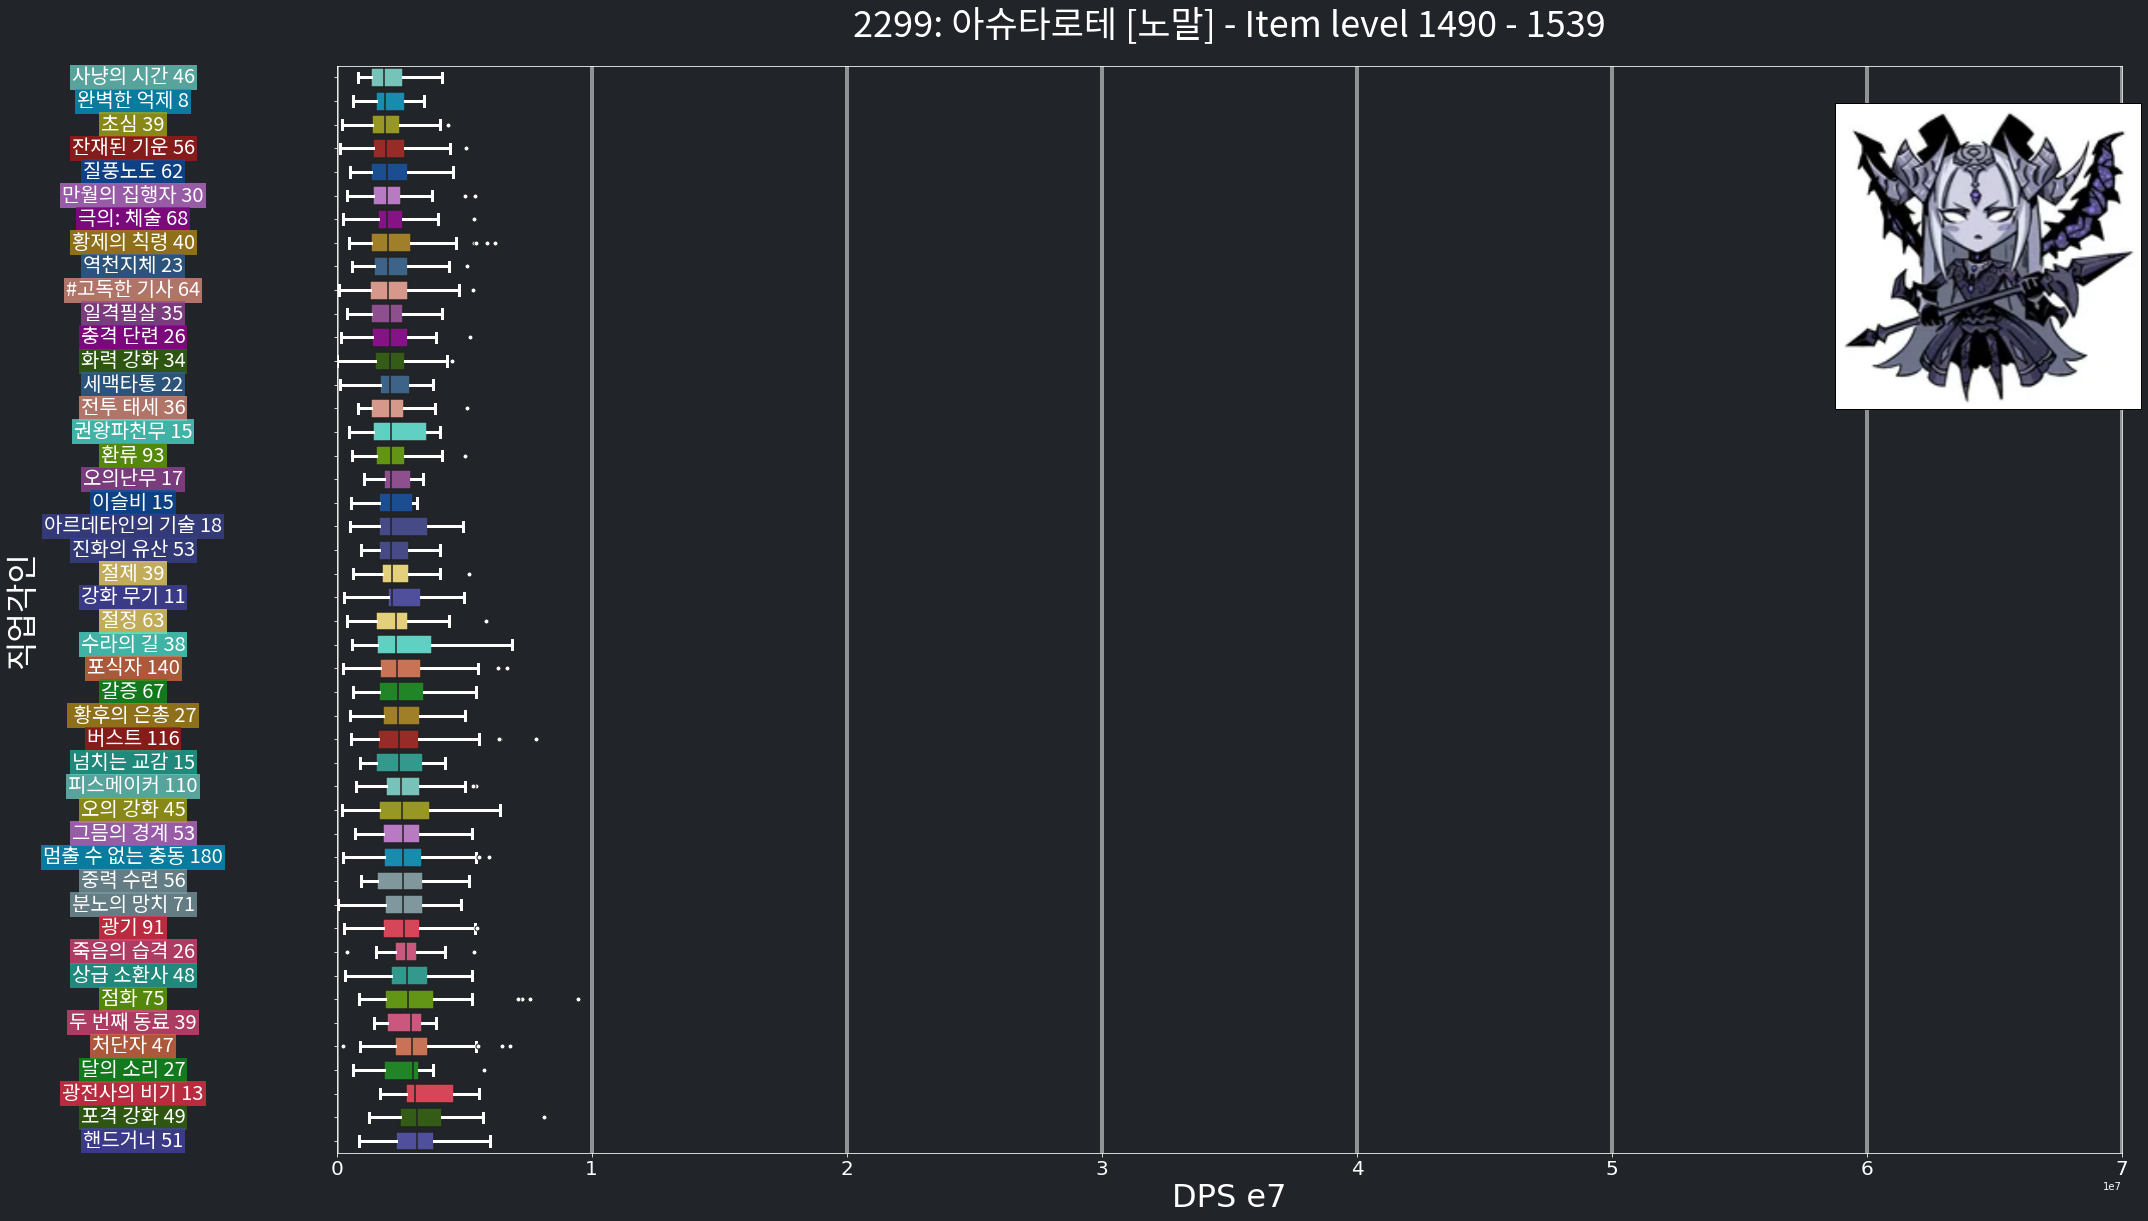 2299: 아슈타로테 [노말] - Item level 1490 - 1539
사냥의 시간 46
완벽한 억제 8
초심 39
잔재된 기운 56
질풍노도 62
만월의 집행자 30
극의: 체술 68
황제의 칙령 40
역천지체 23
#고독한 기사 64
일격필살 35
충격 단련 26
화력 강화 34
세맥타통 22
전투 태세 36
권왕파천무 15
환류 93
오의난무 17
이슬비 15
아르데타인의 기술 18
진화의 유산 53
절제 39
강화 무기 11
절정 63
수라의 길 38
포식자 140
갈증 67
황후의 은총 27
버스트 116
넘치는 교감 15
피스메이커 110
오의 강화 45
그믐의 경계 53
멈출 수 없는 충동 180
중력 수련 56
분노의 망치 71
광기 91
죽음의 습격 26
상급 소환사 48
점화 75
두 번째 동료 39
처단자 47
달의 소리 27
광전사의 비기 13
포격 강화 49
핸드거너 51
직업각인
0 1 2 3 4 5 6 7
1e7
DPS e7